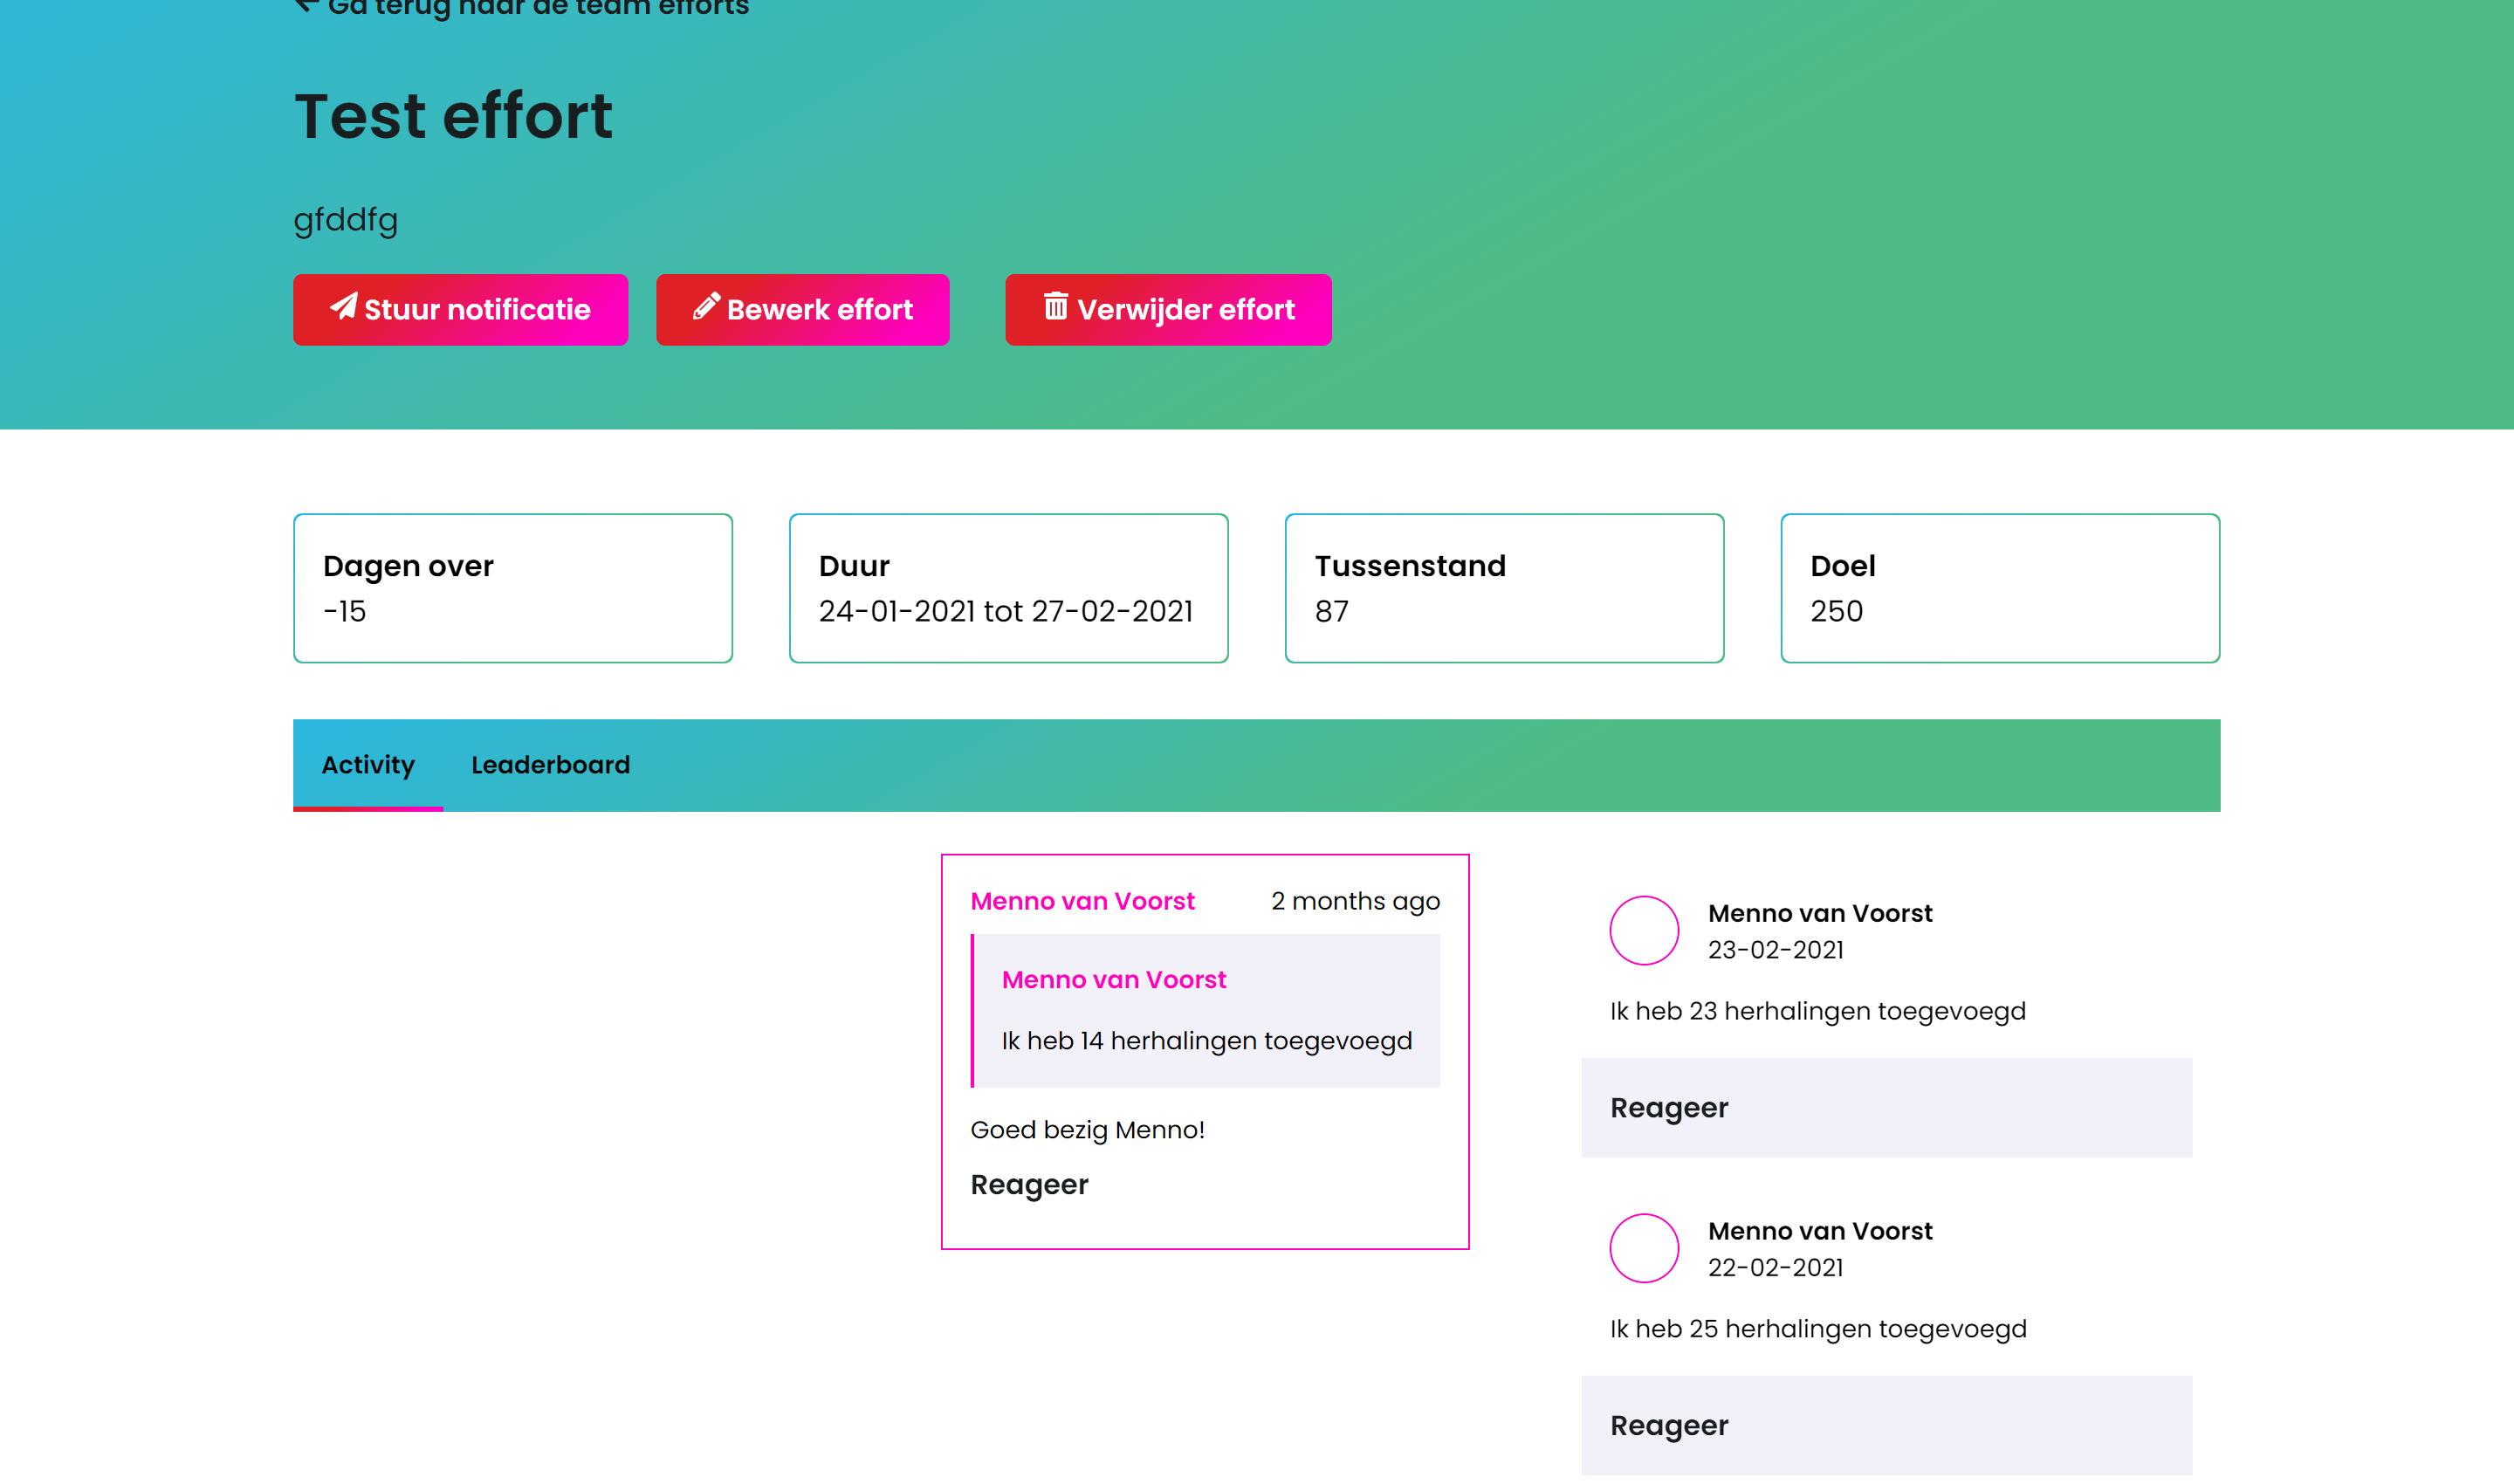 Ga terug naar de team efforts
Test effort
gfddfg
Stuur notificatie
Bewerk effort
Verwijder effort
Dagen over
-15
Duur
24-01-2021 tot 27-02-2021
Tussenstand
87
Doel
250
Activity
Leaderboard
Menno van Voorst 2 months ago
Menno van Voorst
Ik heb 14 herhalingen toegevoegd
Goed bezig Menno!
Reageer
Menno van Voorst
23-02-2021
Ik heb 23 herhalingen toegevoegd
Reageer
Menno van Voorst
22-02-2021
Ik heb 25 herhalingen toegevoegd
Reageer